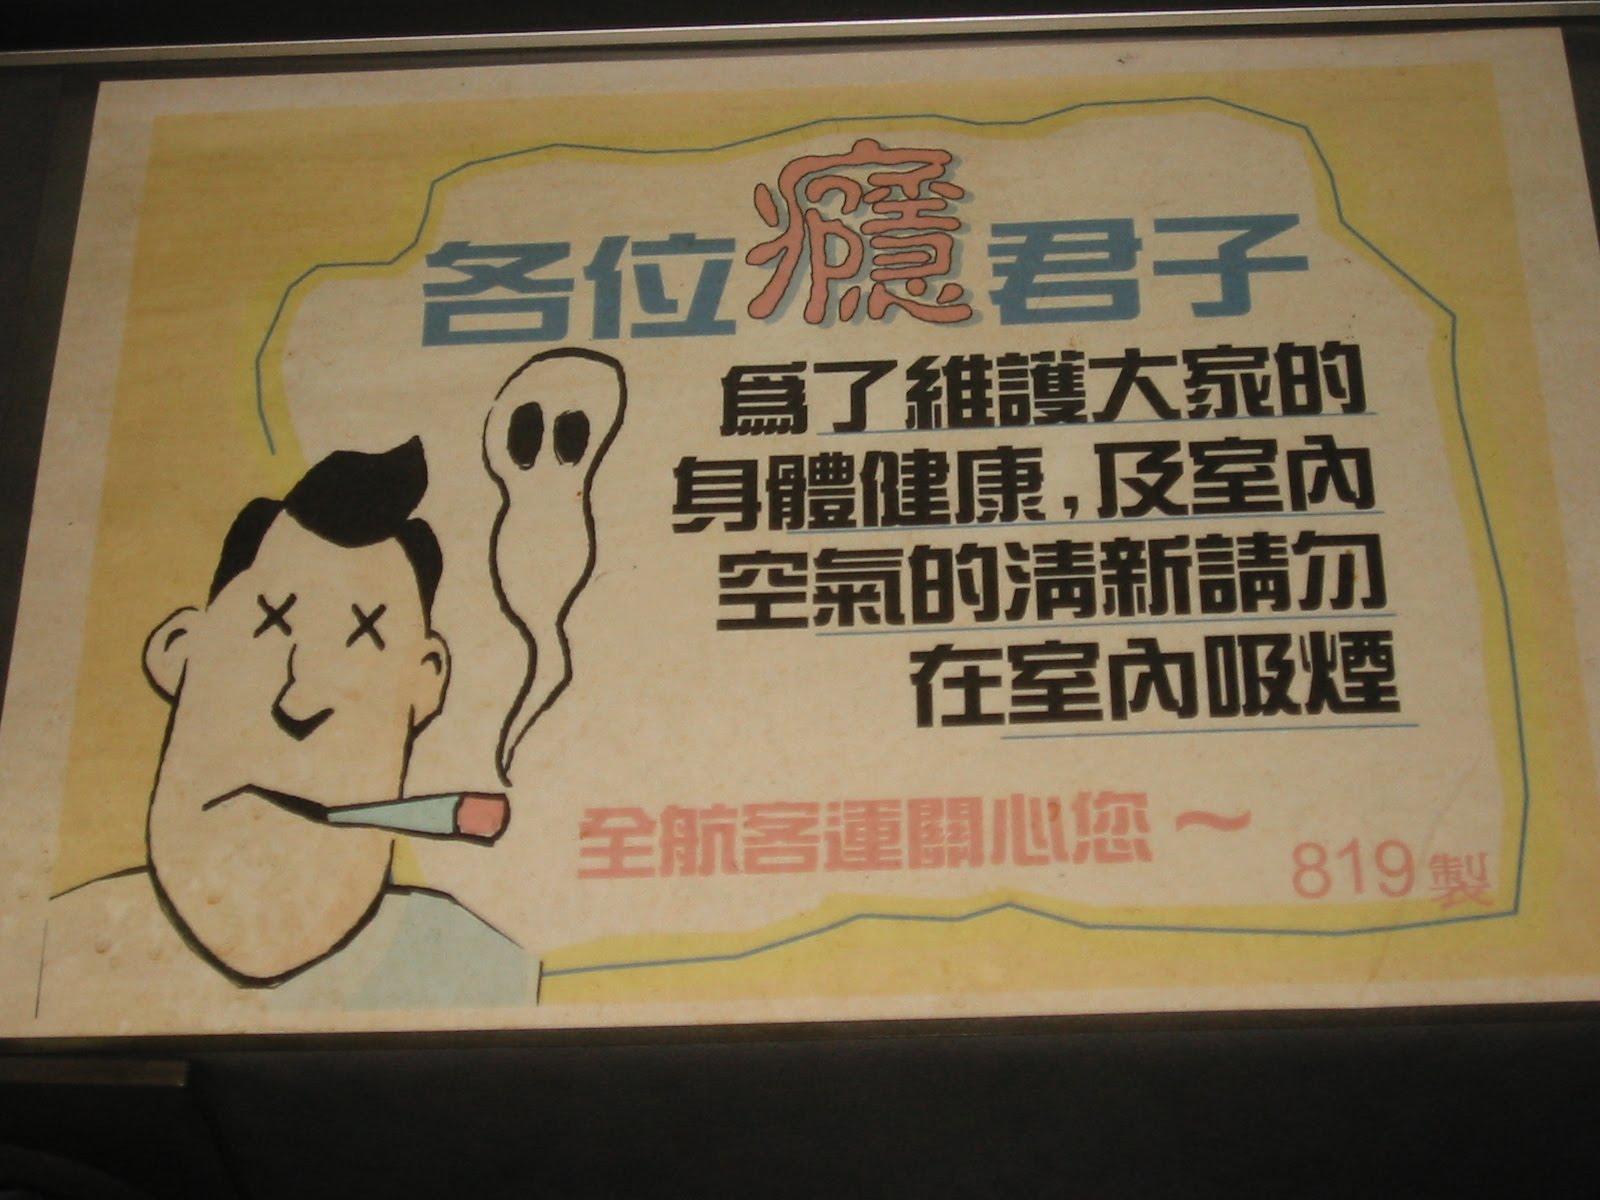 各位癮君子
為了維護大家的
身體健康，及室內
空氣的清新請勿
在室內吸煙
全航客運關心您～
819製